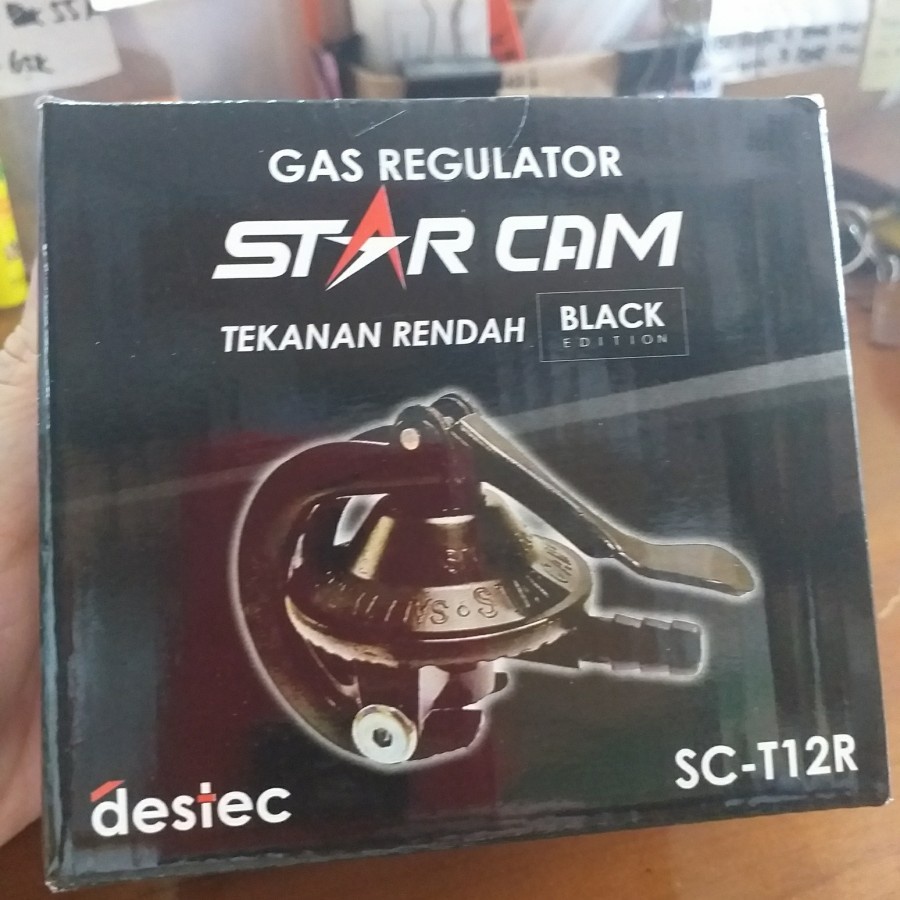 GAS REGULATOR
STAR CAM
TEKANAN RENDAH
BLACK
EDITION
SC-T12R
destec